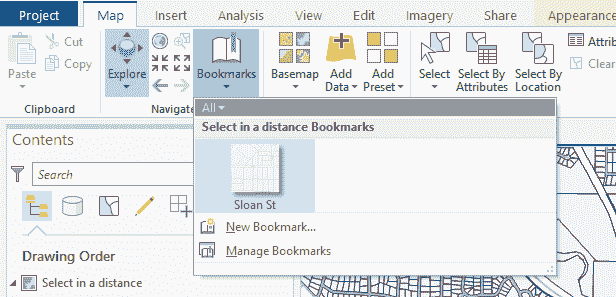 Project Map Insert Analysis View Edit Imagery Share Appearance
Cut
Copy
Paste
Explore
Bookmarks
Basemap
Add Data
Add Preset
Select
Select By Attributes
Select By Location
Attrib
Clear
Clipboard
Navigate
All
Select in a distance Bookmarks
Sloan St
New Bookmark...
Manage Bookmarks
Contents
Search
Drawing Order
Select in a distance